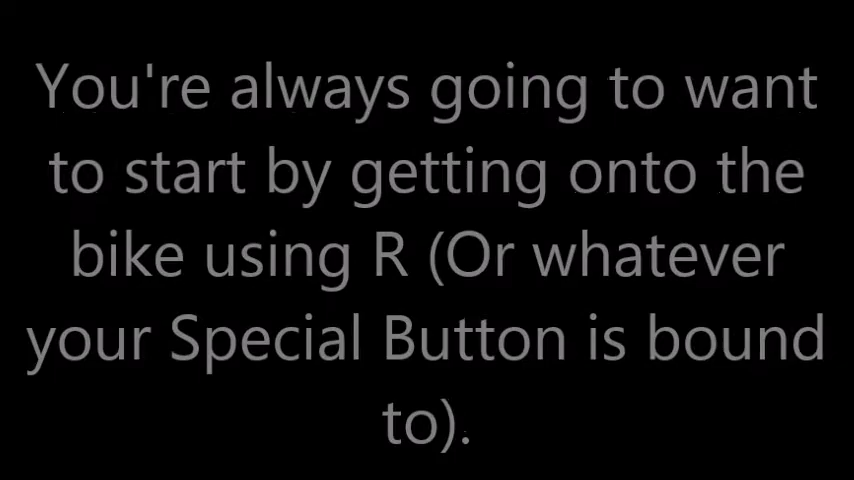 You're always going to want
to start by getting onto the
bike using R (Or whatever
your Special Button is bound
to).